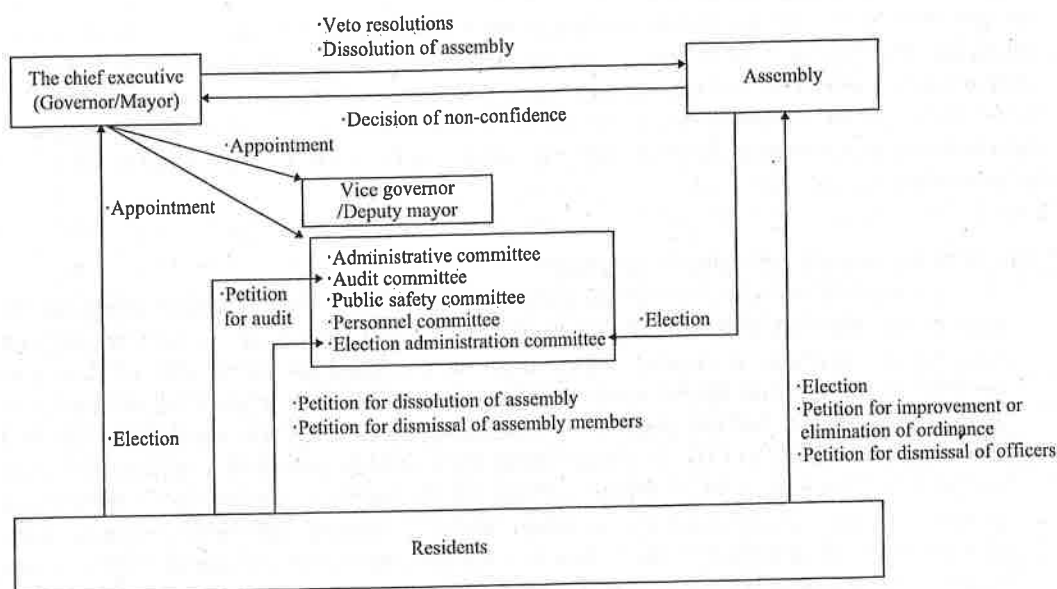 ·Veto resolutions
·Dissolution of assembly
The chief executive
(Governor/Mayor)
Assembly
·Decision of non-confidence
·Appointment
Vice governor
/Deputy mayor
·Appointment
·Administrative committee
·Audit committee
·Public safety committee
·Personnel committee
·Election administration committee
·Petition
for audit
·Election
·Petition for dissolution of assembly
·Petition for dismissal of assembly members
·Election
·Election
·Petition for improvement or
elimination of ordinance
·Petition for dismissal of officers
Residents